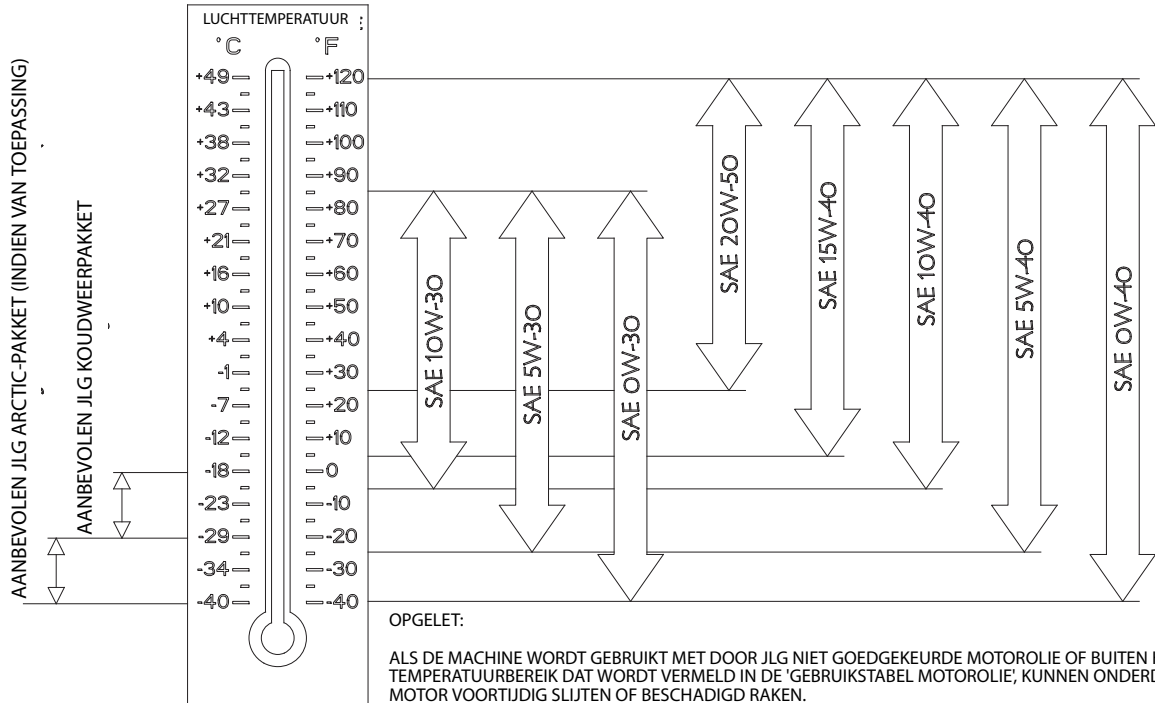 LUCHTTEMPERATUUR
°C °F
+49 +120
+43 +110
+38 +100
+32 +90
+27 +80
+21 +70
+16 +60
+10 +50
+4 +40
-1 +30
-7 +20
-12 +10
-18 0
-23 -10
-29 -20
-34 -30
-40 -40
AANBEVOLEN JLG ARCTIC-PAKKET (INDIEN VAN TOEPASSING)
AANBEVOLEN JLG KOUDWEERPAKKET
SAE 10W-30
SAE 5W-30
SAE 0W-30
SAE 20W-50
SAE 15W-40
SAE 10W-40
SAE 5W-40
SAE 0W-40
OPGELET:
ALS DE MACHINE WORDT GEBRUIKT MET DOOR JLG NIET GOEDGEKEURDE MOTOROLIE OF BUITEN
TEMPERATUURBEREIK DAT WORDT VERMELD IN DE 'GEBRUIKSTABEL MOTOROLIE', KUNNEN
MOTOR VOORTIJDIG SLIJTEN OF BESCHADIGD RAKEN.